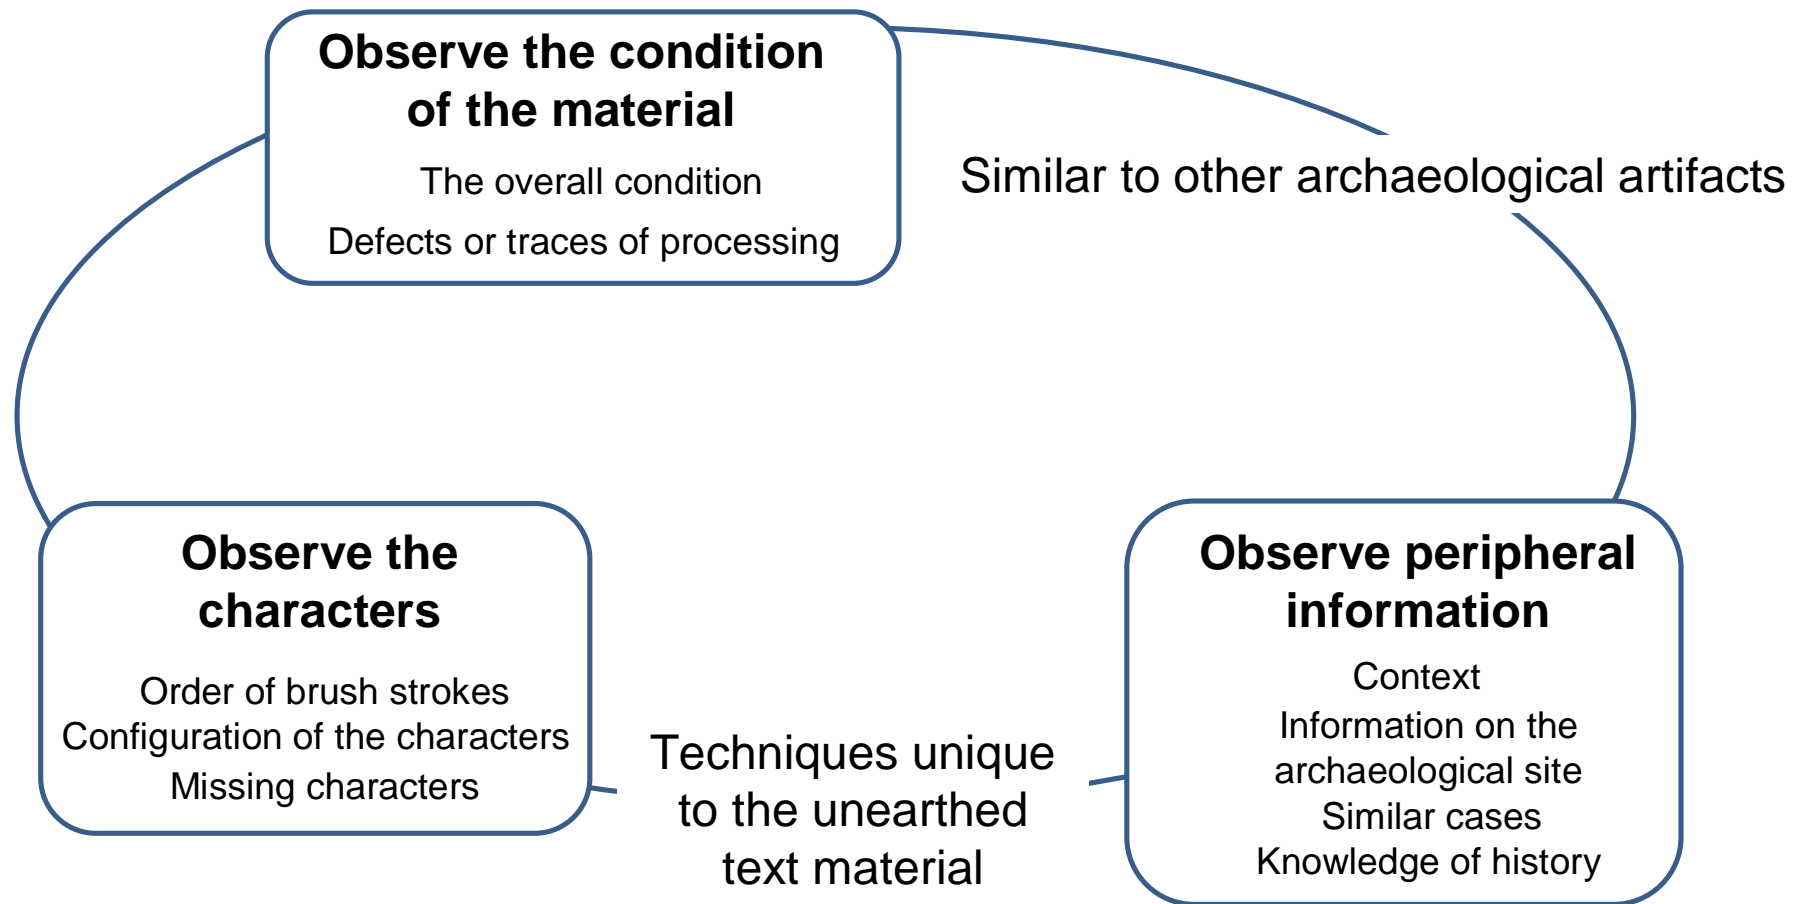 Observe the condition
of the material
The overall condition
Defects or traces of processing
Similar to other archaeological artifacts
Observe the
characters
Order of brush strokes
Configuration of the characters
Missing characters
Techniques unique
to the unearthed
text material
Observe peripheral
information
Context
Information on the
archaeological site
Similar cases
Knowledge of history